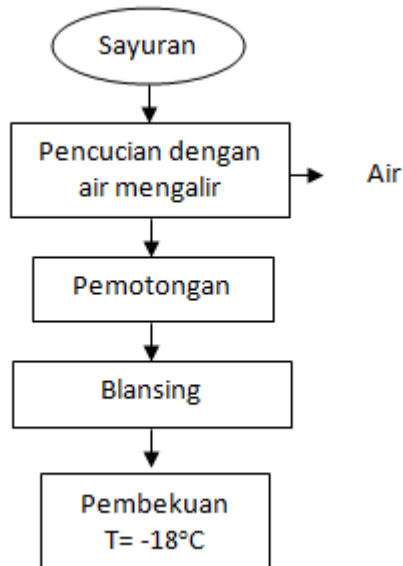 Sayuran
Pencucian dengan
air mengalir
Air
Pemotongan
Blansing
Pembekuan
T= -18°C